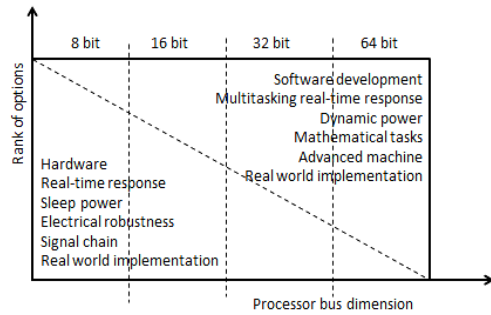 8 bit 16 bit 32 bit 64 bit
Rank of options
Software development
Multitasking real-time response
Dynamic power
Mathematical tasks
Advanced machine
Real world implementation
Hardware
Real-time response
Sleep power
Electrical robustness
Signal chain
Real world implementation
Processor bus dimension